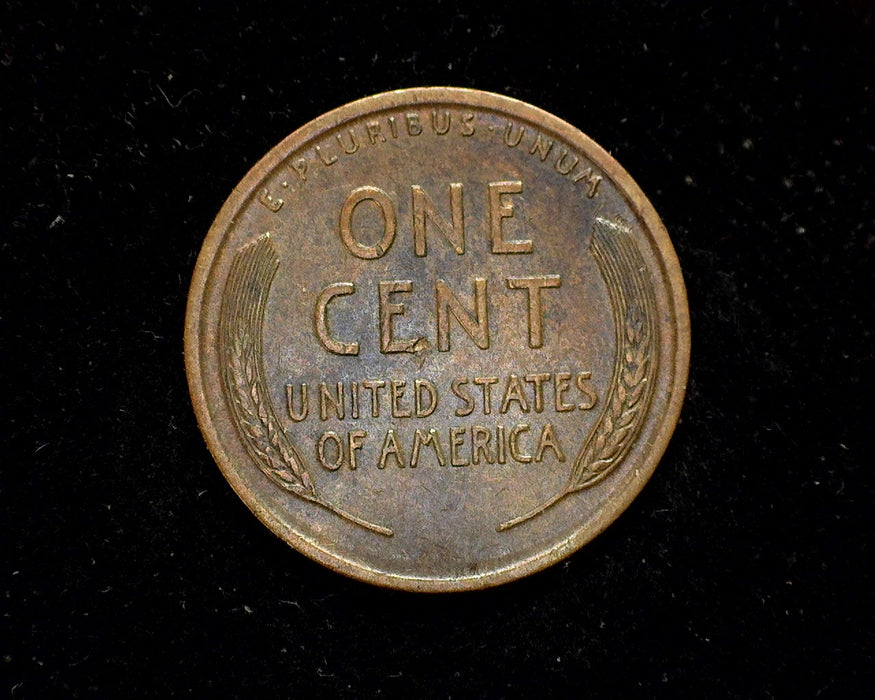 E·PLURIBUS·UNUM
ONE
CENT
UNITED STATES
OF AMERICA